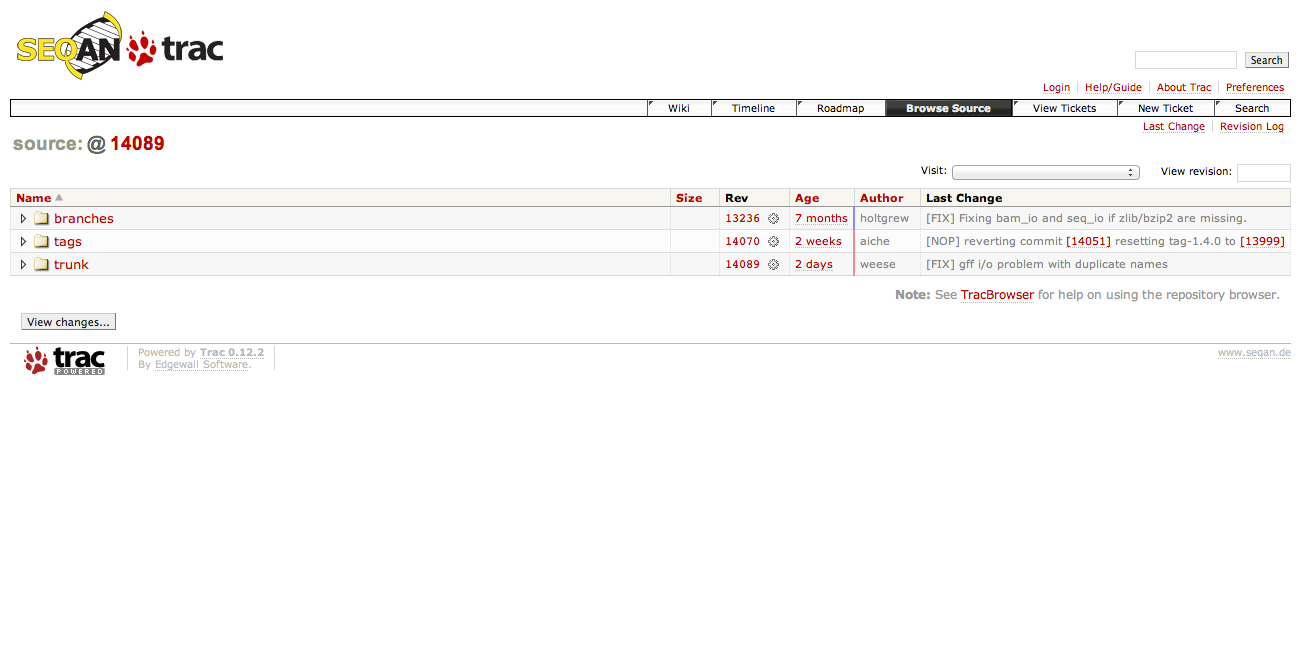 SEQAN trac
Search
Login Help/Guide About Trac Preferences
Wiki Timeline Roadmap Browse Source View Tickets New Ticket Search
Last Change Revision Log
source: @ 14089
Visit: View revision:
Name Size Rev Age Author Last Change
branches 13236 7 months holtgrew [FIX] Fixing bam_io and seq_io if zlib/bzip2 are missing.
tags 14070 2 weeks aiche [NOP] reverting commit [14051] resetting tag-1.4.0 to [13999]
trunk 14089 2 days weese [FIX] gff i/o problem with duplicate names
Note: See TracBrowser for help on using the repository browser.
View changes...
trac POWERED
Powered by Trac 0.12.2
By Edgewall Software.
www.seqan.de